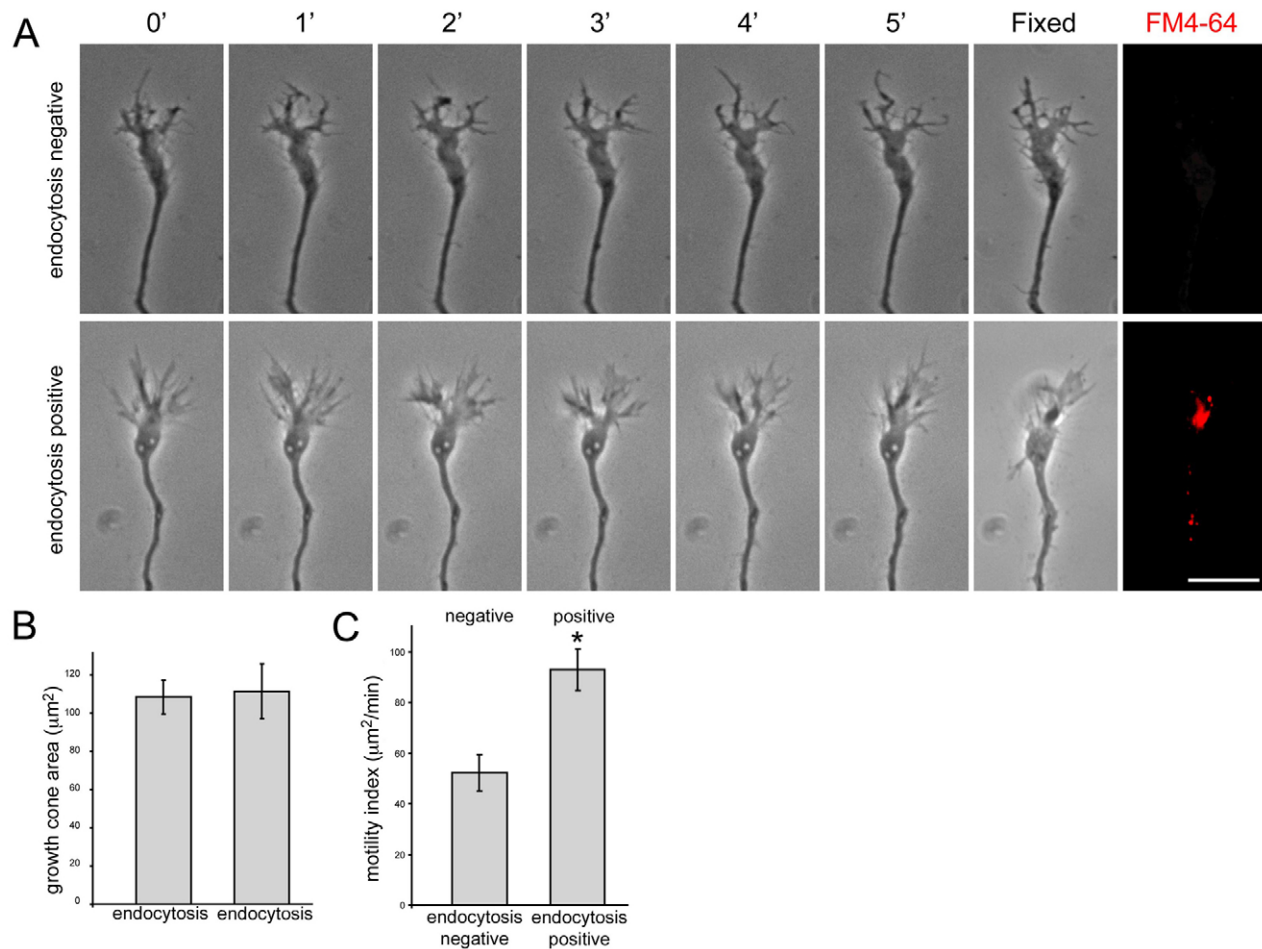 A
0’ 1’ 2’ 3’ 4’ 5’ Fixed FM4-64
endocytosis negative
endocytosis positive
B
growth cone area (μm2)
120
100
80
60
40
20
0
endocytosis endocytosis
C
negative positive
*
motility index (μm2/min)
100
80
60
40
20
0
endocytosis endocytosis
negative positive